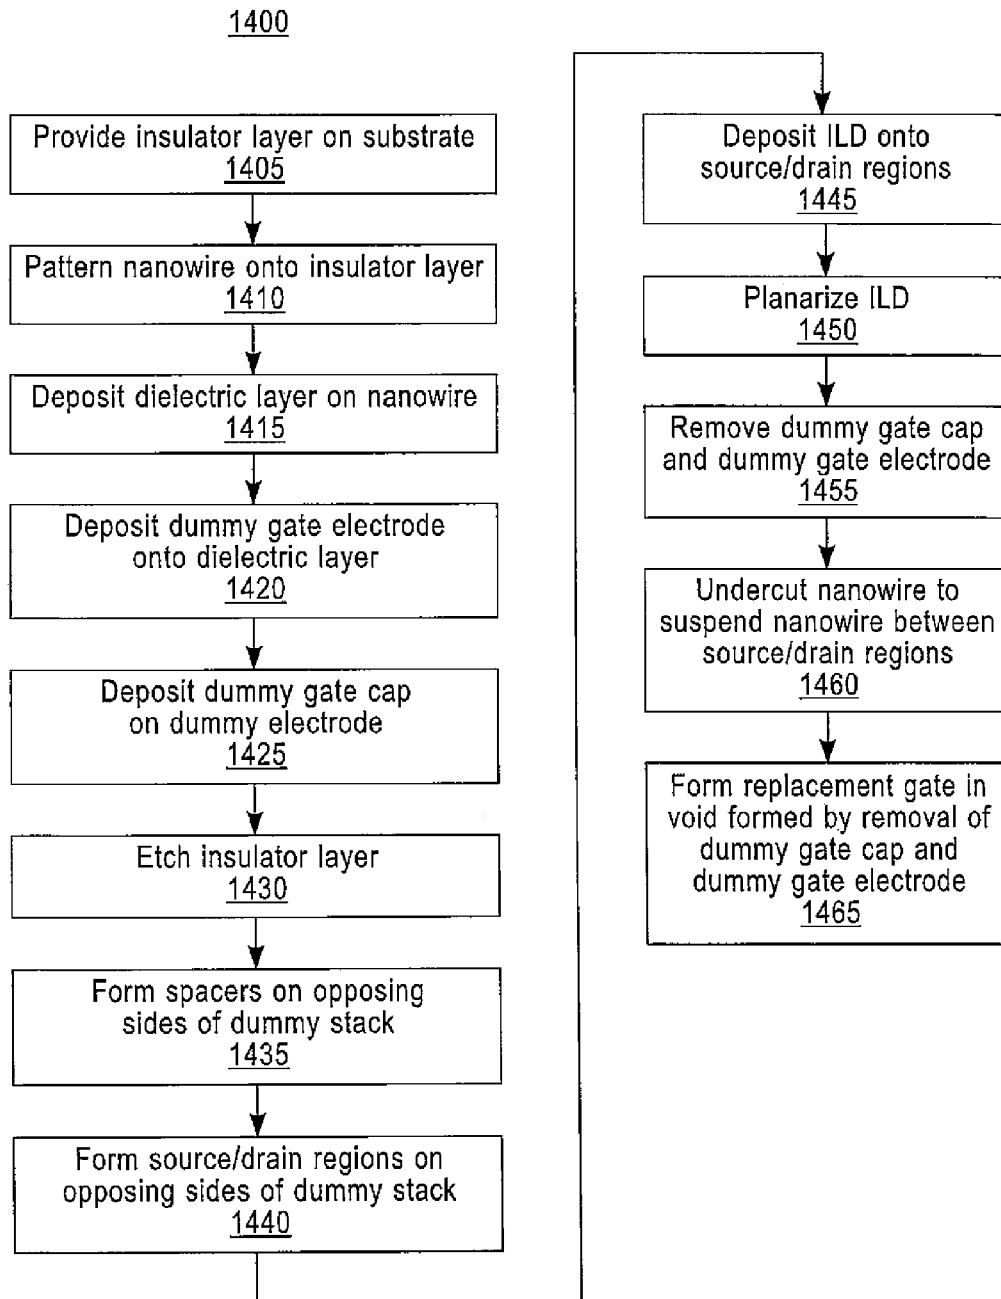 1400
Provide insulator layer on substrate
1405
Pattern nanowire onto insulator layer
1410
Deposit dielectric layer on nanowire
1415
Deposit dummy gate electrode
onto dielectric layer
1420
Deposit dummy gate cap
on dummy electrode
1425
Etch insulator layer
1430
Form spacers on opposing
sides of dummy stack
1435
Form source/drain regions on
opposing sides of dummy stack
1440
Deposit ILD onto
source/drain regions
1445
Planarize ILD
1450
Remove dummy gate cap
and dummy gate electrode
1455
Undercut nanowire to
suspend nanowire between
source/drain regions
1460
Form replacement gate in
void formed by removal of
dummy gate cap and
dummy gate electrode
1465